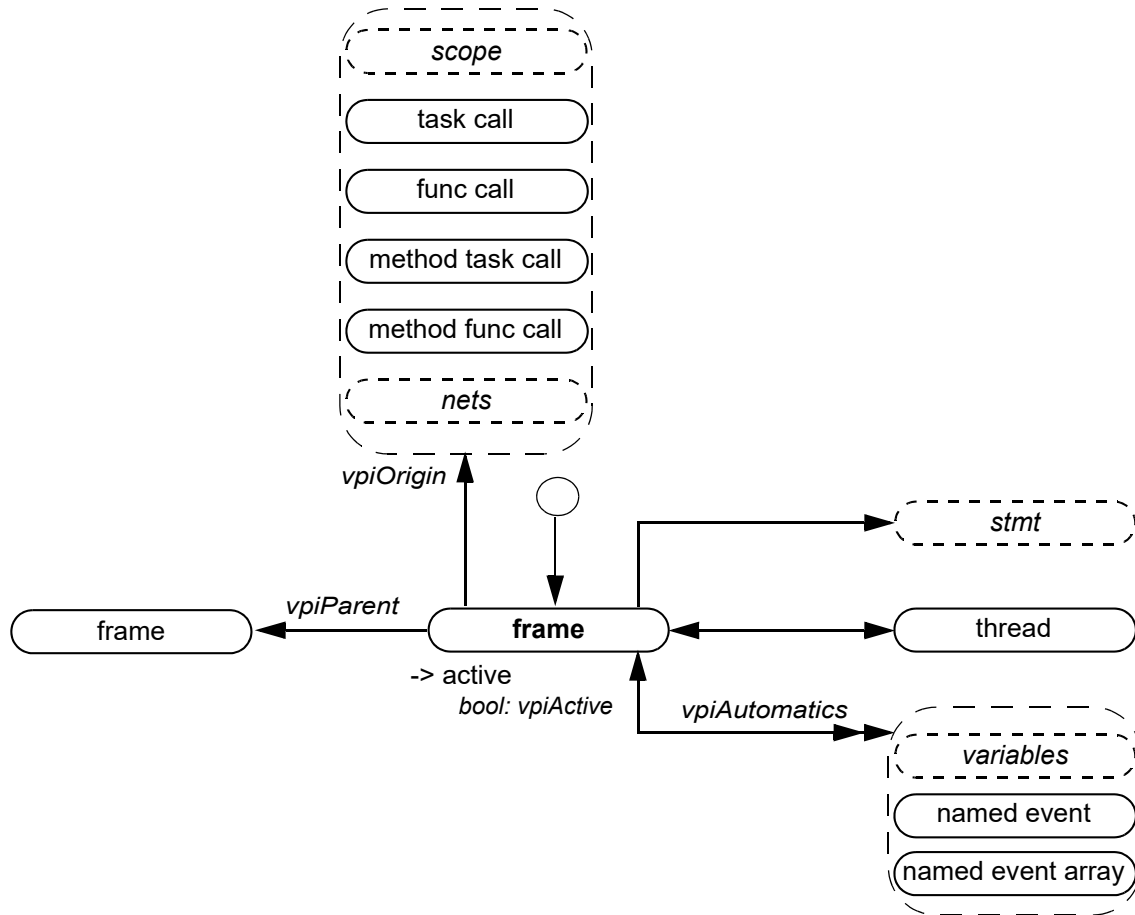 scope
task call
func call
method task call
method func call
nets
vpiOrigin
stmt
vpiParent
frame
frame
thread
-> active
bool: vpiActive
vpiAutomatics
variables
named event
named event array